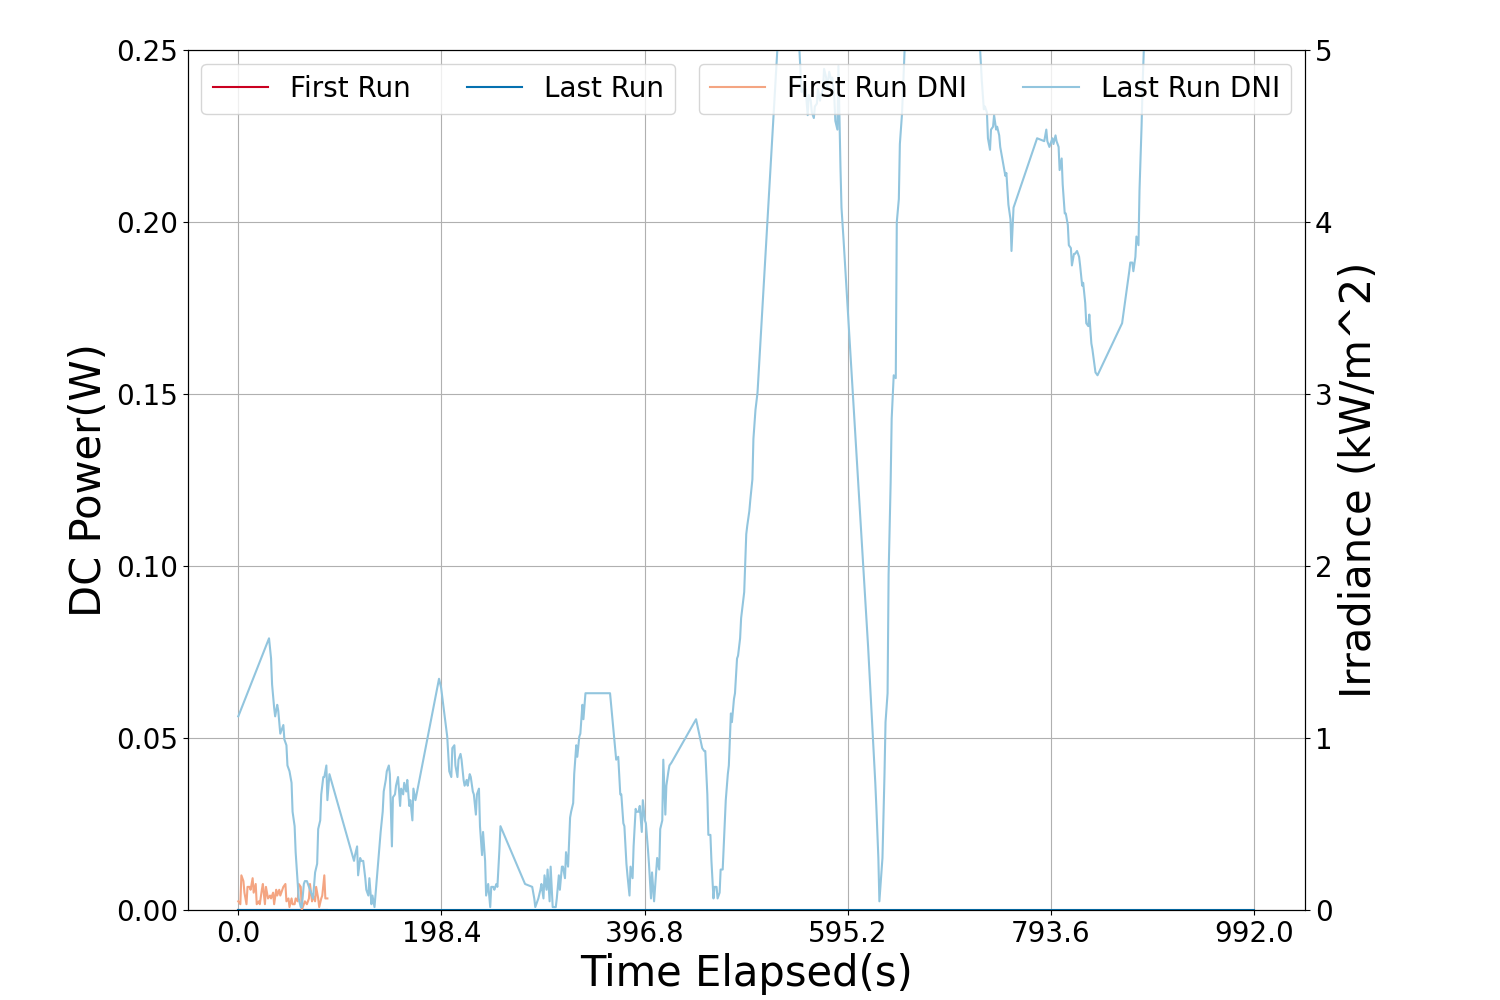 First Run
Last Run
First Run DNI
Last Run DNI
DC Power(W)
0.25
0.20
0.15
0.10
0.05
0.00
5
4
3
2
1
0
Irradiance (kW/m^2)
0.0 198.4 396.8 595.2 793.6 992.0
Time Elapsed(s)